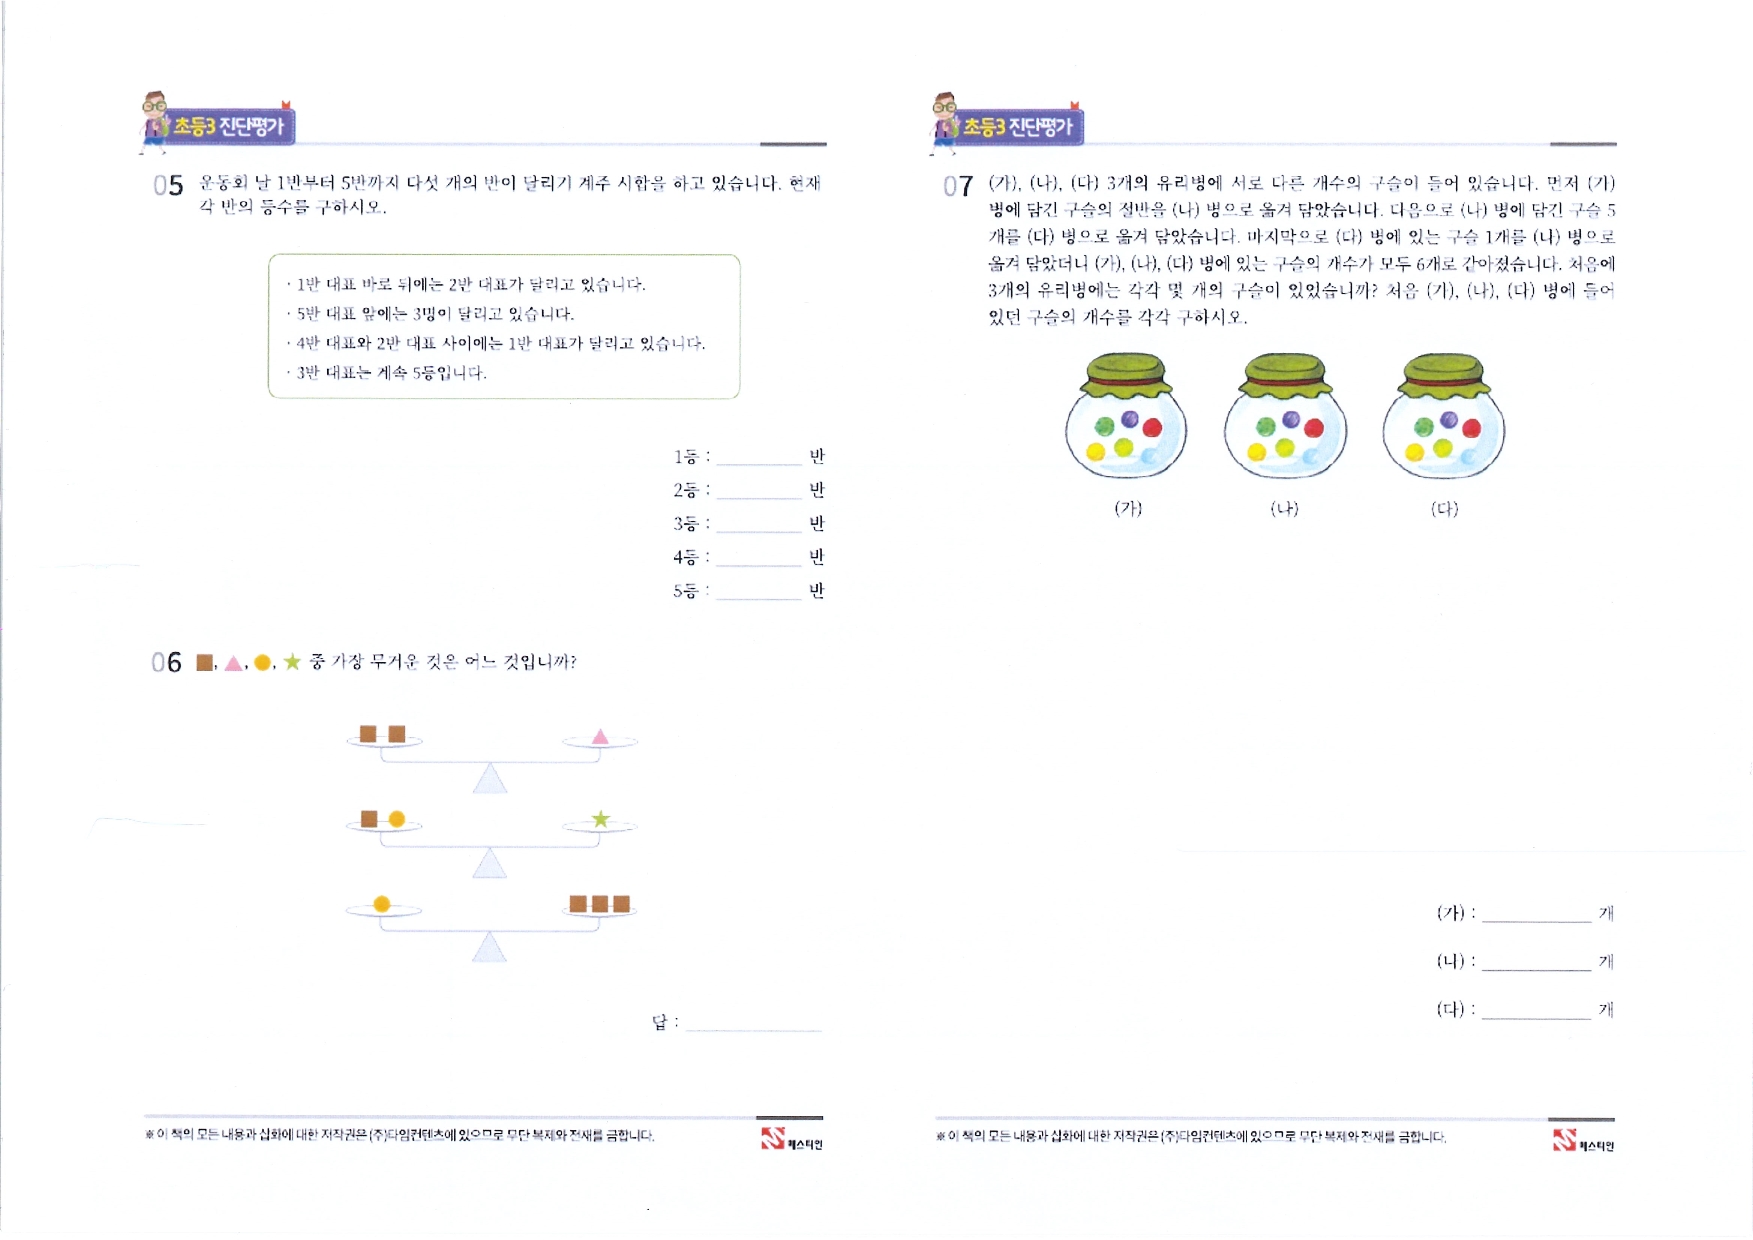 초등3 진단평가
05 운동회 날 1반부터 5반까지 다섯 개의 반이 달리기 계주 시합을 하고 있습니다. 현재
각 반의 등수를 구하시오.
· 1반 대표 바로 뒤에는 2반 대표가 달리고 있습니다.
· 5반 대표 앞에는 3명이 달리고 있습니다.
· 4반 대표와 2반 대표 사이에는 1반 대표가 달리고 있습니다.
· 3반 대표는 계속 5등입니다.
1등 : ________ 반
2등 : ________ 반
3등 : ________ 반
4등 : ________ 반
5등 : ________ 반
06 ■, ▲, ●, ★ 중 가장 무거운 것은 어느 것입니까?
답 : ____________
※ 이 책의 모든 내용과 삽화에 대한 저작권은 (주)타임컨텐츠에 있으므로 무단 복제와 전재를 금합니다.
매스티안
초등3 진단평가
07 (가), (나), (다) 3개의 유리병에 서로 다른 개수의 구슬이 들어 있습니다. 먼저 (가)
병에 담긴 구슬의 절반을 (나) 병으로 옮겨 담았습니다. 다음으로 (나) 병에 담긴 구슬 5
개를 (다) 병으로 옮겨 담았습니다. 마지막으로 (다) 병에 있는 구슬 1개를 (나) 병으로
옮겨 담았더니 (가), (나), (다) 병에 있는 구슬의 개수가 모두 6개로 같아졌습니다. 처음에
3개의 유리병에는 각각 몇 개의 구슬이 있었습니까? 처음 (가), (나), (다) 병에 들어
있던 구슬의 개수를 각각 구하시오.
(가) (나) (다)
(가) : __________ 개
(나) : __________ 개
(다) : __________ 개
※ 이 책의 모든 내용과 삽화에 대한 저작권은 (주)타임컨텐츠에 있으므로 무단 복제와 전재를 금합니다.
매스티안